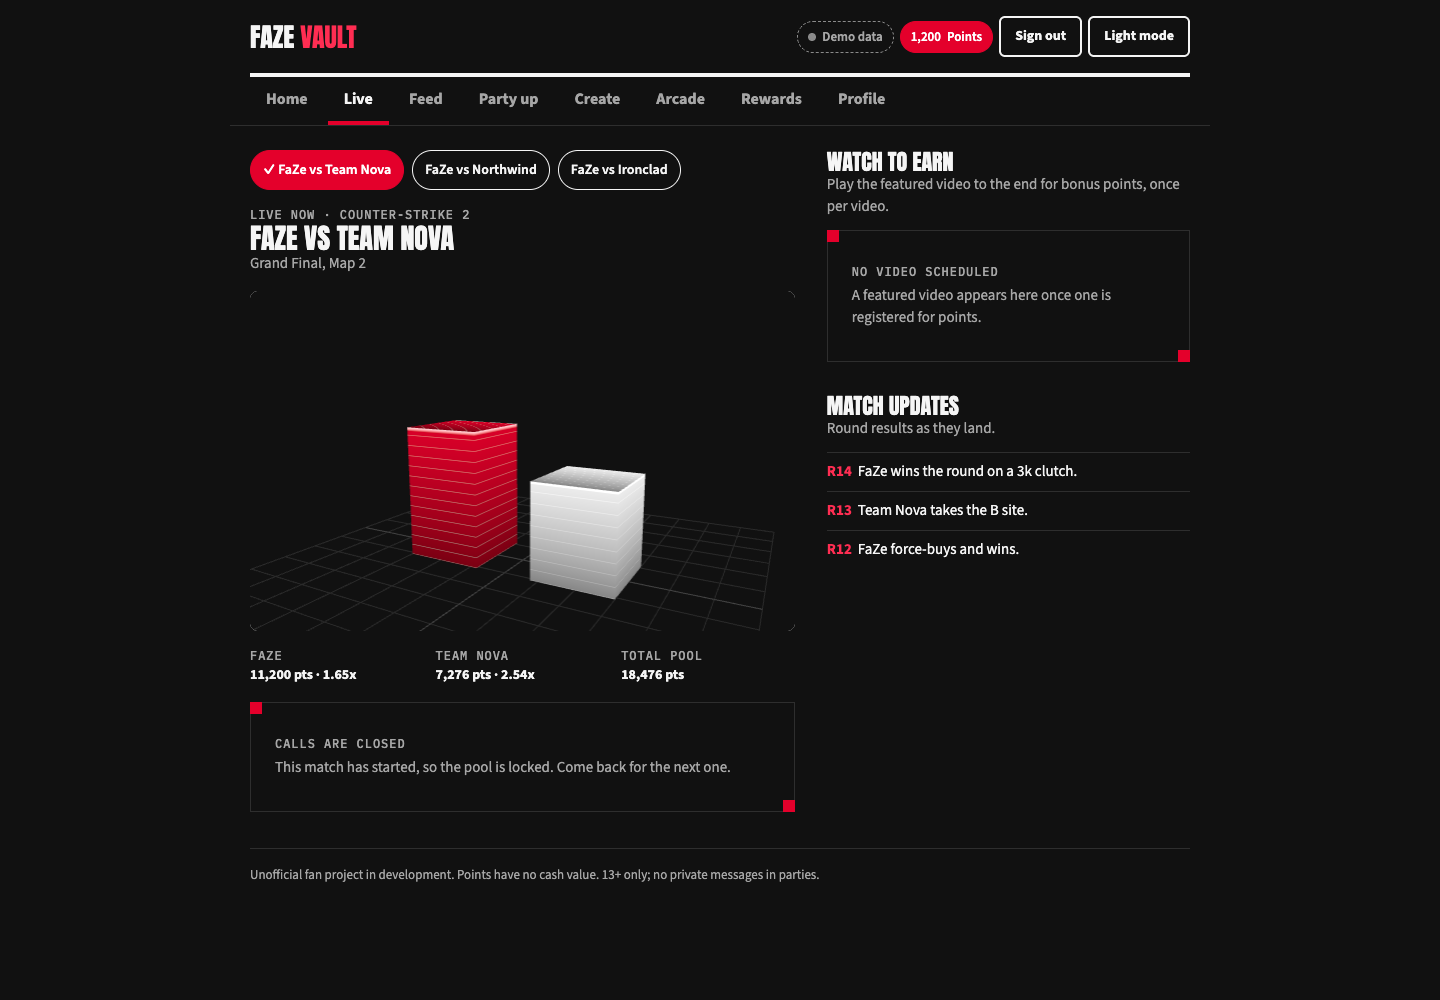 FAZE VAULT
Demo data
1,200 Points
Sign out
Light mode
Home Live Feed Party up Create Arcade Rewards Profile
✓ FaZe vs Team Nova
FaZe vs Northwind
FaZe vs Ironclad
LIVE NOW · COUNTER-STRIKE 2
FAZE VS TEAM NOVA
Grand Final, Map 2
FAZE
11,200 pts · 1.65x
TEAM NOVA
7,276 pts · 2.54x
TOTAL POOL
18,476 pts
CALLS ARE CLOSED
This match has started, so the pool is locked. Come back for the next one.
WATCH TO EARN
Play the featured video to the end for bonus points, once
per video.
NO VIDEO SCHEDULED
A featured video appears here once one is
registered for points.
MATCH UPDATES
Round results as they land.
R14 FaZe wins the round on a 3k clutch.
R13 Team Nova takes the B site.
R12 FaZe force-buys and wins.
Unofficial fan project in development. Points have no cash value. 13+ only; no private messages in parties.